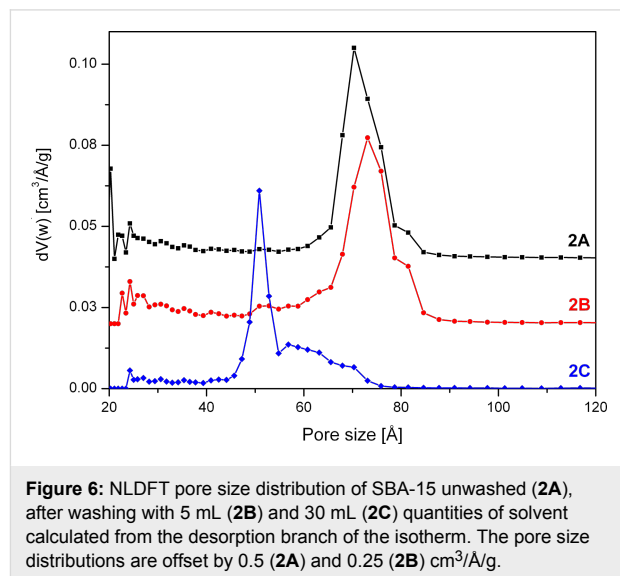 0.10
0.08
0.05
0.03
0.00
dV(w) [cm³/Å/g]
2A
2B
2C
20 40 60 80 100 120
Pore size [Å]
Figure 6: NLDFT pore size distribution of SBA-15 unwashed (2A),
after washing with 5 mL (2B) and 30 mL (2C) quantities of solvent
calculated from the desorption branch of the isotherm. The pore size
distributions are offset by 0.5 (2A) and 0.25 (2B) cm³/Å/g.